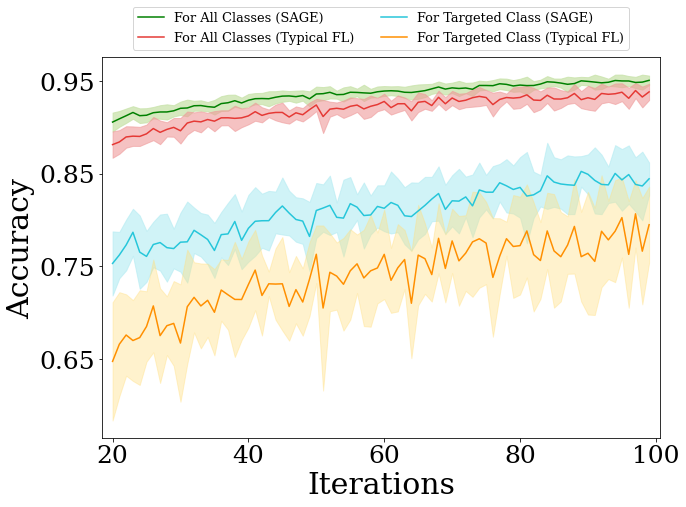 For All Classes (SAGE)
For All Classes (Typical FL)
For Targeted Class (SAGE)
For Targeted Class (Typical FL)
0.95
0.85
0.75
0.65
Accuracy
20
40
60
80
100
Iterations